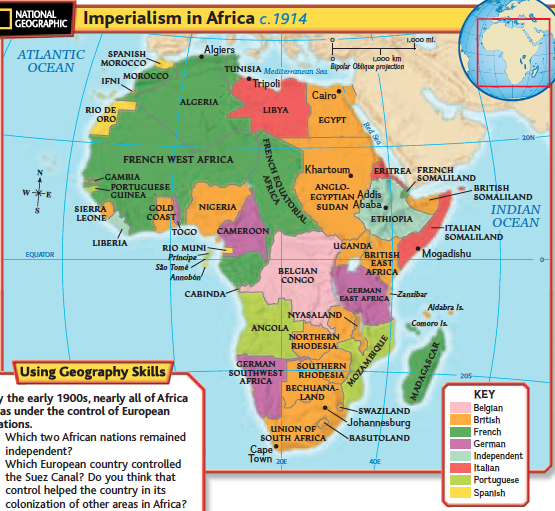 NATIONAL
GEOGRAPHIC
Imperialism in Africa c.1914
ATLANTIC
OCEAN
SPANISH
MOROCCO
Algiers
0 1,000 mi.
0 1,000 km
Bipolar Oblique projection
MOROCCO
IFNI
TUNISIA
Mediterranean Sea
Tripoli
Cairo
RIO DE
ORO
ALGERIA
LIBYA
EGYPT
Red Sea
20N
FRENCH WEST AFRICA
FRENCH EQUATORIAL
AFRICA
Khartoum
ERITREA
FRENCH
SOMALILAND
N
W E
S
GAMBIA
PORTUGUESE
GUINEA
ANGLO-
EGYPTIAN
SUDAN
Addis
Ababa
BRITISH
SOMALILAND
SIERRA
LEONE
GOLD
COAST
NIGERIA
ETHIOPIA
INDIAN
OCEAN
TOGO
CAMEROON
ITALIAN
SOMALILAND
LIBERIA
RIO MUNI
UGANDA
Mogadishu
EQUATOR
Príncipe
São Tomé
Annobón
BRITISH
EAST
AFRICA
0
BELGIAN
CONGO
CABINDA
GERMAN
EAST AFRICA
Zanzibar
Aldabra Is.
NYASALAND
Comoro Is.
ANGOLA
NORTHERN
RHODESIA
MOZAMBIQUE
MADAGASCAR
GERMAN
SOUTHWEST
AFRICA
SOUTHERN
RHODESIA
20S
BECHUANA-
LAND
SWAZILAND
Johannesburg
BASUTOLAND
UNION OF
SOUTH AFRICA
Cape
Town
20E
40E
KEY
Belgian
British
French
German
Independent
Italian
Portuguese
Spanish
Using Geography Skills
y the early 1900s, nearly all of Africa
as under the control of European
ations.
Which two African nations remained
independent?
Which European country controlled
the Suez Canal? Do you think that
control helped the country in its
colonization of other areas in Africa?